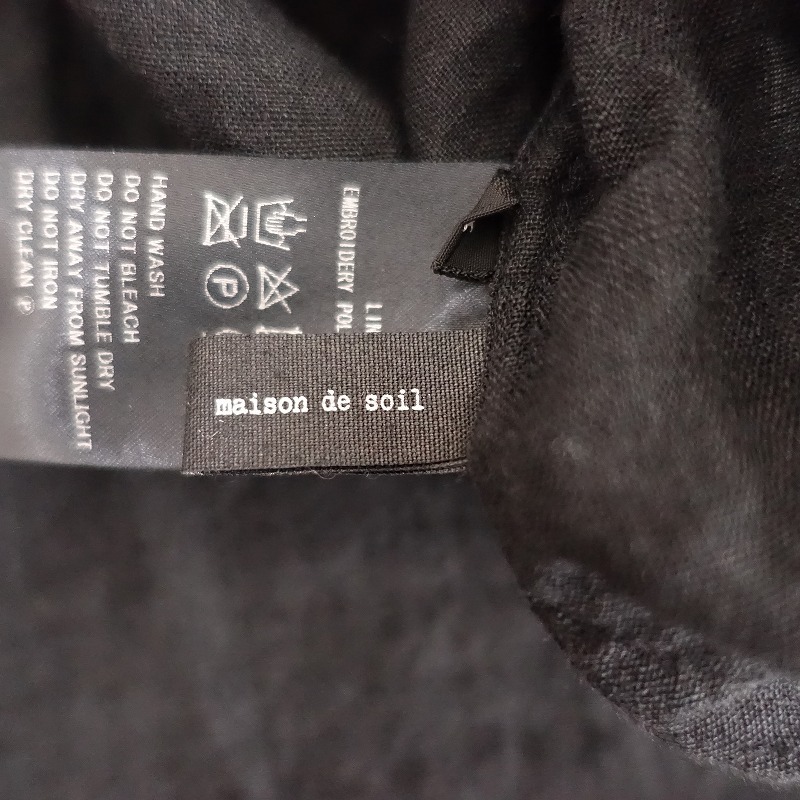 EMBROIDERY
HAND WASH
DO NOT BLEACH
DO NOT TUMBLE DRY
DRY AWAY FROM SUNLIGHT
DO NOT IRON
DRY CLEAN Ⓟ
Ⓟ
maison de soil